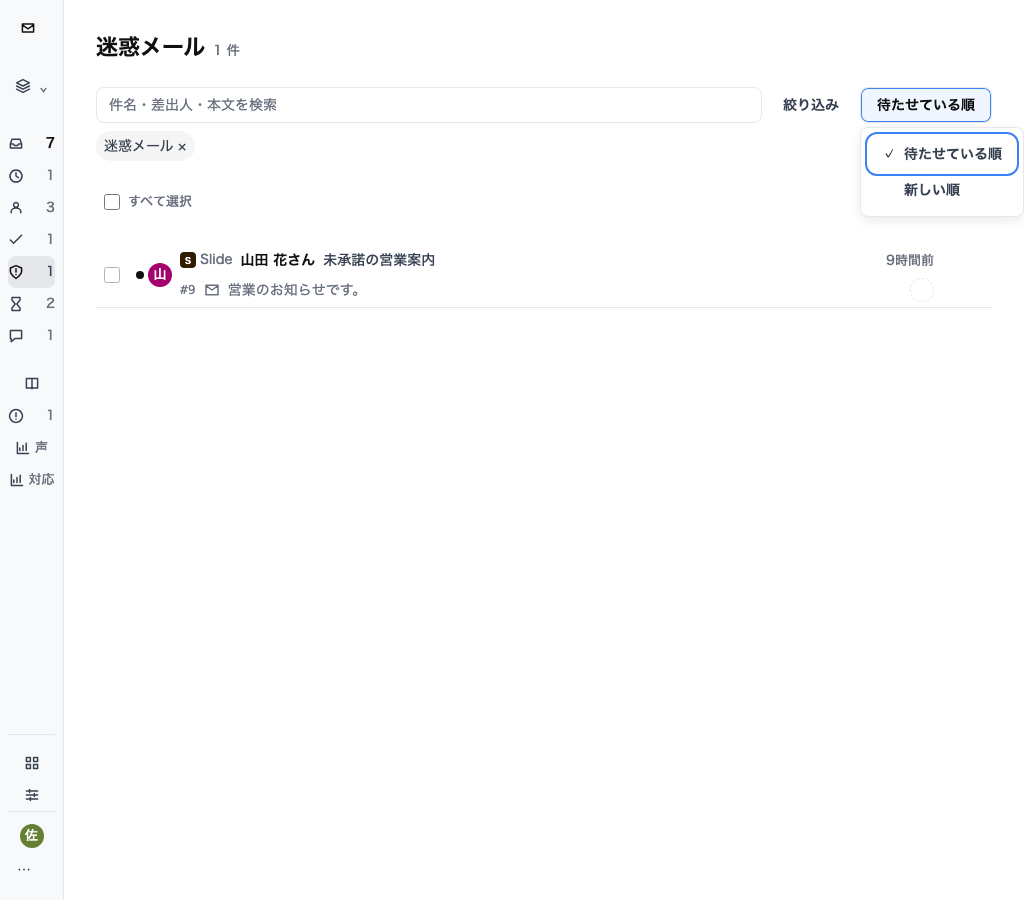 迷惑メール 1 件
件名・差出人・本文を検索
絞り込み
待たせている順
迷惑メール ×
✓ 待たせている順
新しい順
すべて選択
山
s Slide 山田 花さん 未承諾の営業案内
9時間前
#9 営業のお知らせです。
7
1
3
1
1
2
1
1
声
対応
佐
…